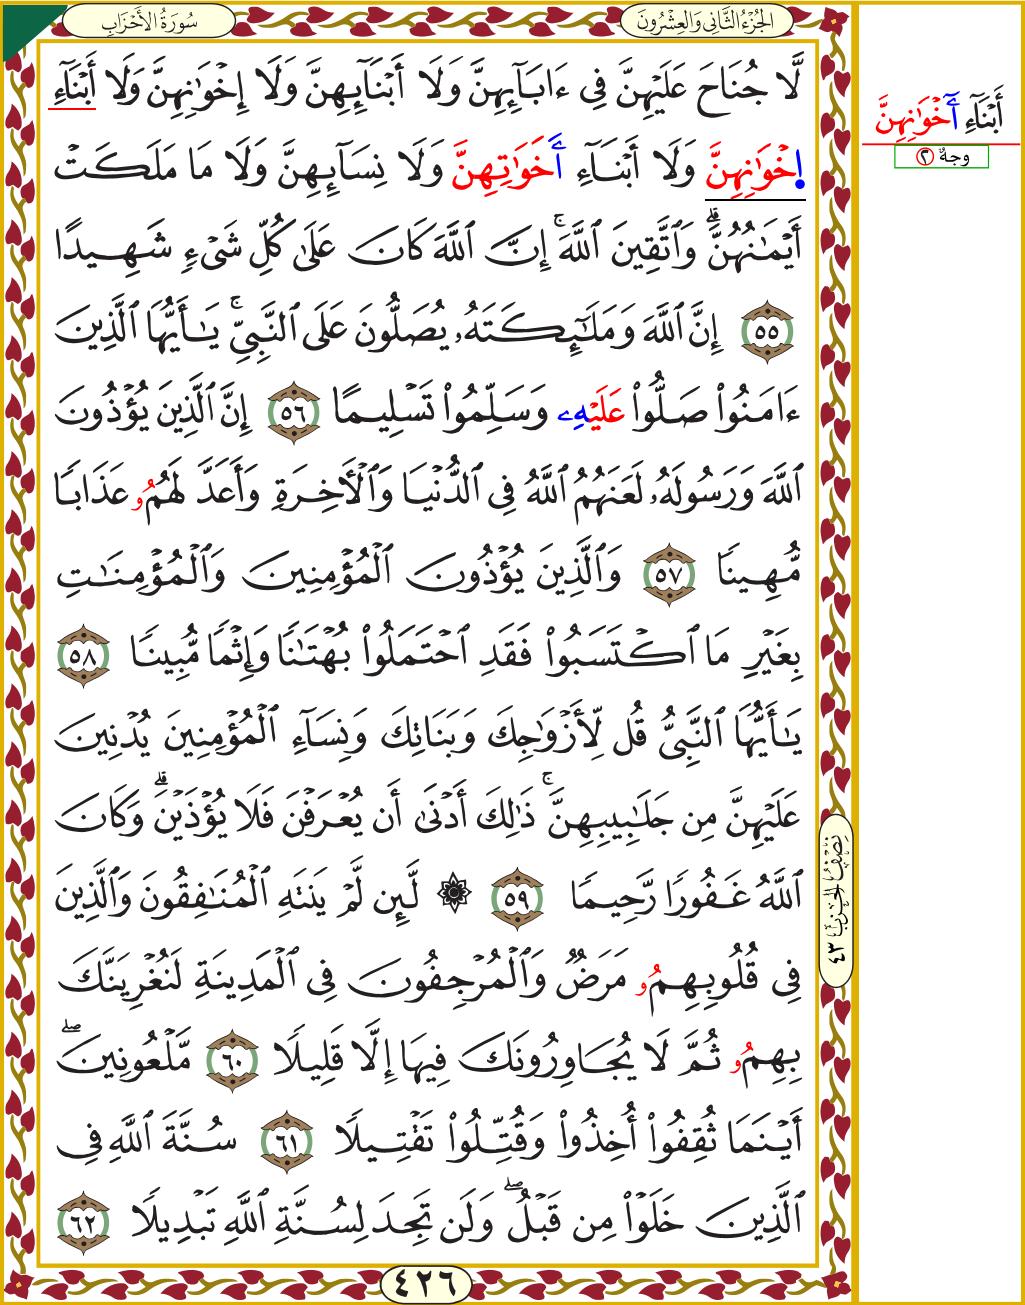 سُورَةُ الأَحْزَابِ
الجُزْءُ الثَّانِي وَالعِشْرُونَ
لَّا جُنَاحَ عَلَيۡهِنَّ فِيٓ ءَابَآئِهِنَّ وَلَآ أَبۡنَآئِهِنَّ وَلَآ إِخۡوَٰنِهِنَّ وَلَآ أَبۡنَآءِ
إِخۡوَٰنِهِنَّ وَلَآ أَبۡنَآءِ أَخَوَٰتِهِنَّ وَلَا نِسَآئِهِنَّ وَلَا مَا مَلَكَتۡ
أَيۡمَٰنُهُنَّۗ وَٱتَّقِينَ ٱللَّهَۚ إِنَّ ٱللَّهَ كَانَ عَلَىٰ كُلِّ شَيۡءٖ شَهِيدًا
٥٥ إِنَّ ٱللَّهَ وَمَلَٰٓئِكَتَهُۥ يُصَلُّونَ عَلَى ٱلنَّبِيِّۚ يَٰٓأَيُّهَا ٱلَّذِينَ
ءَامَنُواْ صَلُّواْ عَلَيۡهِۦ وَسَلِّمُواْ تَسۡلِيمًا ٥٦ إِنَّ ٱلَّذِينَ يُؤۡذُونَ
ٱللَّهَ وَرَسُولَهُۥ لَعَنَهُمُ ٱللَّهُ فِي ٱلدُّنۡيَا وَٱلۡأٓخِرَةِ وَأَعَدَّ لَهُمُۥ عَذَابٗا
مُّهِينٗا ٥٧ وَٱلَّذِينَ يُؤۡذُونَ ٱلۡمُؤۡمِنِينَ وَٱلۡمُؤۡمِنَٰتِ
بِغَيۡرِ مَا ٱكۡتَسَبُواْ فَقَدِ ٱحۡتَمَلُواْ بُهۡتَٰنٗا وَإِثۡمٗا مُّبِينٗا ٥٨
يَٰٓأَيُّهَا ٱلنَّبِيُّ قُل لِّأَزۡوَٰجِكَ وَبَنَاتِكَ وَنِسَآءِ ٱلۡمُؤۡمِنِينَ يُدۡنِينَ
عَلَيۡهِنَّ مِن جَلَٰبِيبِهِنَّۚ ذَٰلِكَ أَدۡنَىٰٓ أَن يُعۡرَفۡنَ فَلَا يُؤۡذَيۡنَۗ وَكَانَ
ٱللَّهُ غَفُورٗا رَّحِيمٗا ٥٩ ۞ لَّئِن لَّمۡ يَنتَهِ ٱلۡمُنَٰفِقُونَ وَٱلَّذِينَ
فِي قُلُوبِهِمُۥ مَرَضٞ وَٱلۡمُرۡجِفُونَ فِي ٱلۡمَدِينَةِ لَنُغۡرِيَنَّكَ
بِهِمُۥ ثُمَّ لَا يُجَاوِرُونَكَ فِيهَآ إِلَّا قَلِيلٗا ٦٠ مَّلۡعُونِينَۖ
أَيۡنَمَا ثُقِفُوٓاْ أُخِذُواْ وَقُتِّلُواْ تَقۡتِيلٗا ٦١ سُنَّةَ ٱللَّهِ فِي
ٱلَّذِينَ خَلَوۡاْ مِن قَبۡلُۖ وَلَن تَجِدَ لِسُنَّةِ ٱللَّهِ تَبۡدِيلٗا ٦٢
٤٢٦
أَبۡنَآءِ أَخۡوَٰنِهِنَّ
وجهٌ ٢
نِصْفُ الحِزْبِ ٤٣